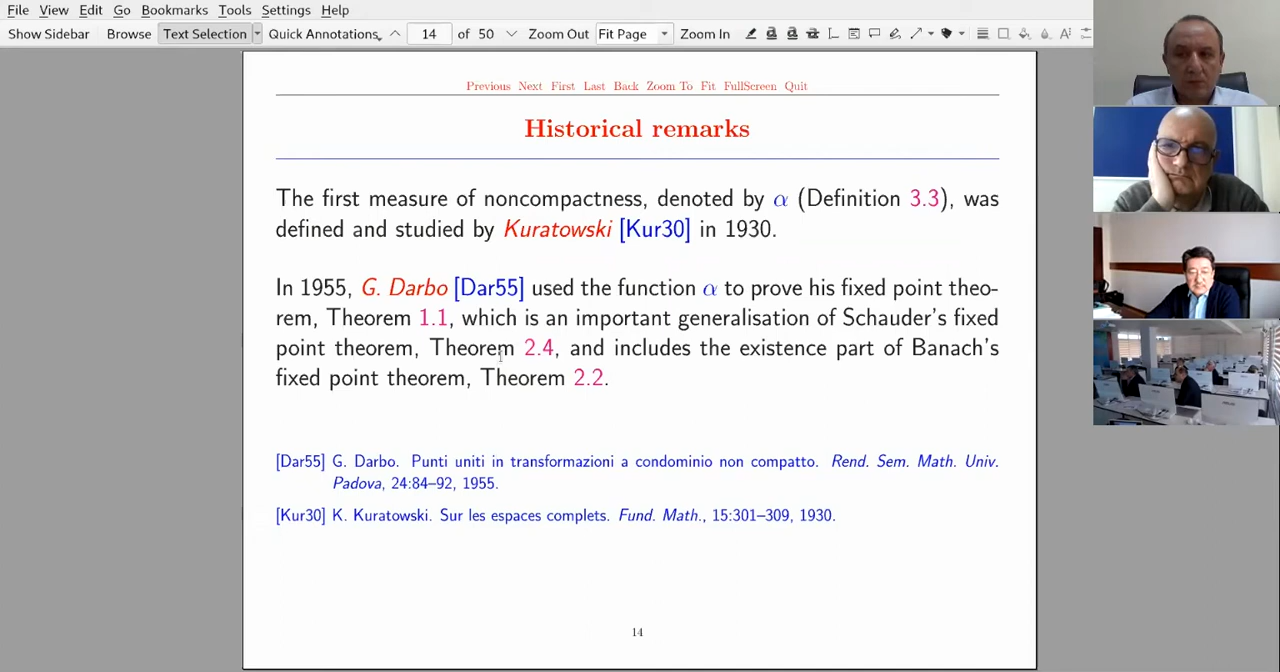 File View Edit Go Bookmarks Tools Settings Help
Show Sidebar Browse Text Selection Quick Annotations 14 of 50 Zoom Out Fit Page Zoom In
Previous Next First Last Back Zoom To Fit FullScreen Quit
Historical remarks
The first measure of noncompactness, denoted by α (Definition 3.3), was
defined and studied by Kuratowski [Kur30] in 1930.
In 1955, G. Darbo [Dar55] used the function α to prove his fixed point theo-
rem, Theorem 1.1, which is an important generalisation of Schauder's fixed
point theorem, Theorem 2.4, and includes the existence part of Banach's
fixed point theorem, Theorem 2.2.
[Dar55] G. Darbo. Punti uniti in transformazioni a condominio non compatto. Rend. Sem. Math. Univ.
Padova, 24:84–92, 1955.
[Kur30] K. Kuratowski. Sur les espaces complets. Fund. Math., 15:301–309, 1930.
14